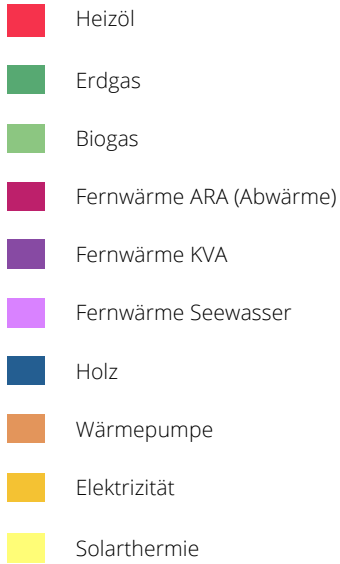 Heizöl
Erdgas
Biogas
Fernwärme ARA (Abwärme)
Fernwärme KVA
Fernwärme Seewasser
Holz
Wärmepumpe
Elektrizität
Solarthermie